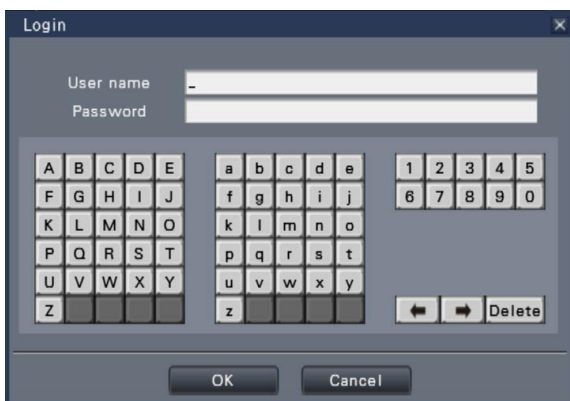 Login
User name
Password
A B C D E a b c d e 1 2 3 4 5
F G H I J f g h i j 6 7 8 9 0
K L M N O k l m n o
P Q R S T p q r s t
U V W X Y u v w x y
Z z Delete
OK Cancel